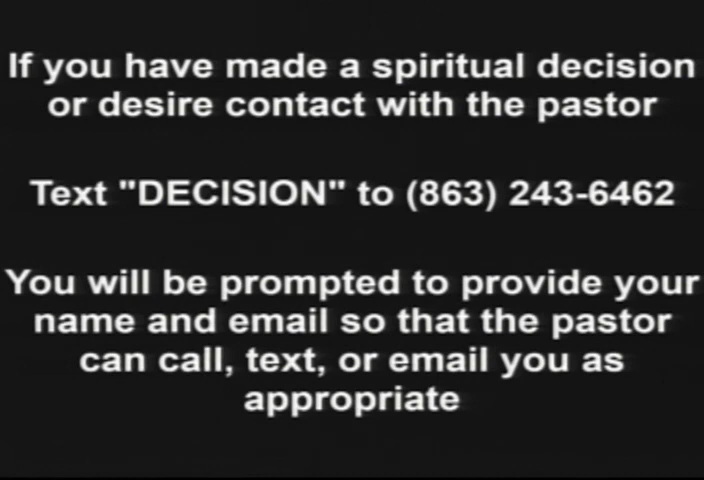 If you have made a spiritual decision
or desire contact with the pastor
Text "DECISION" to (863) 243-6462
You will be prompted to provide your
name and email so that the pastor
can call, text, or email you as
appropriate